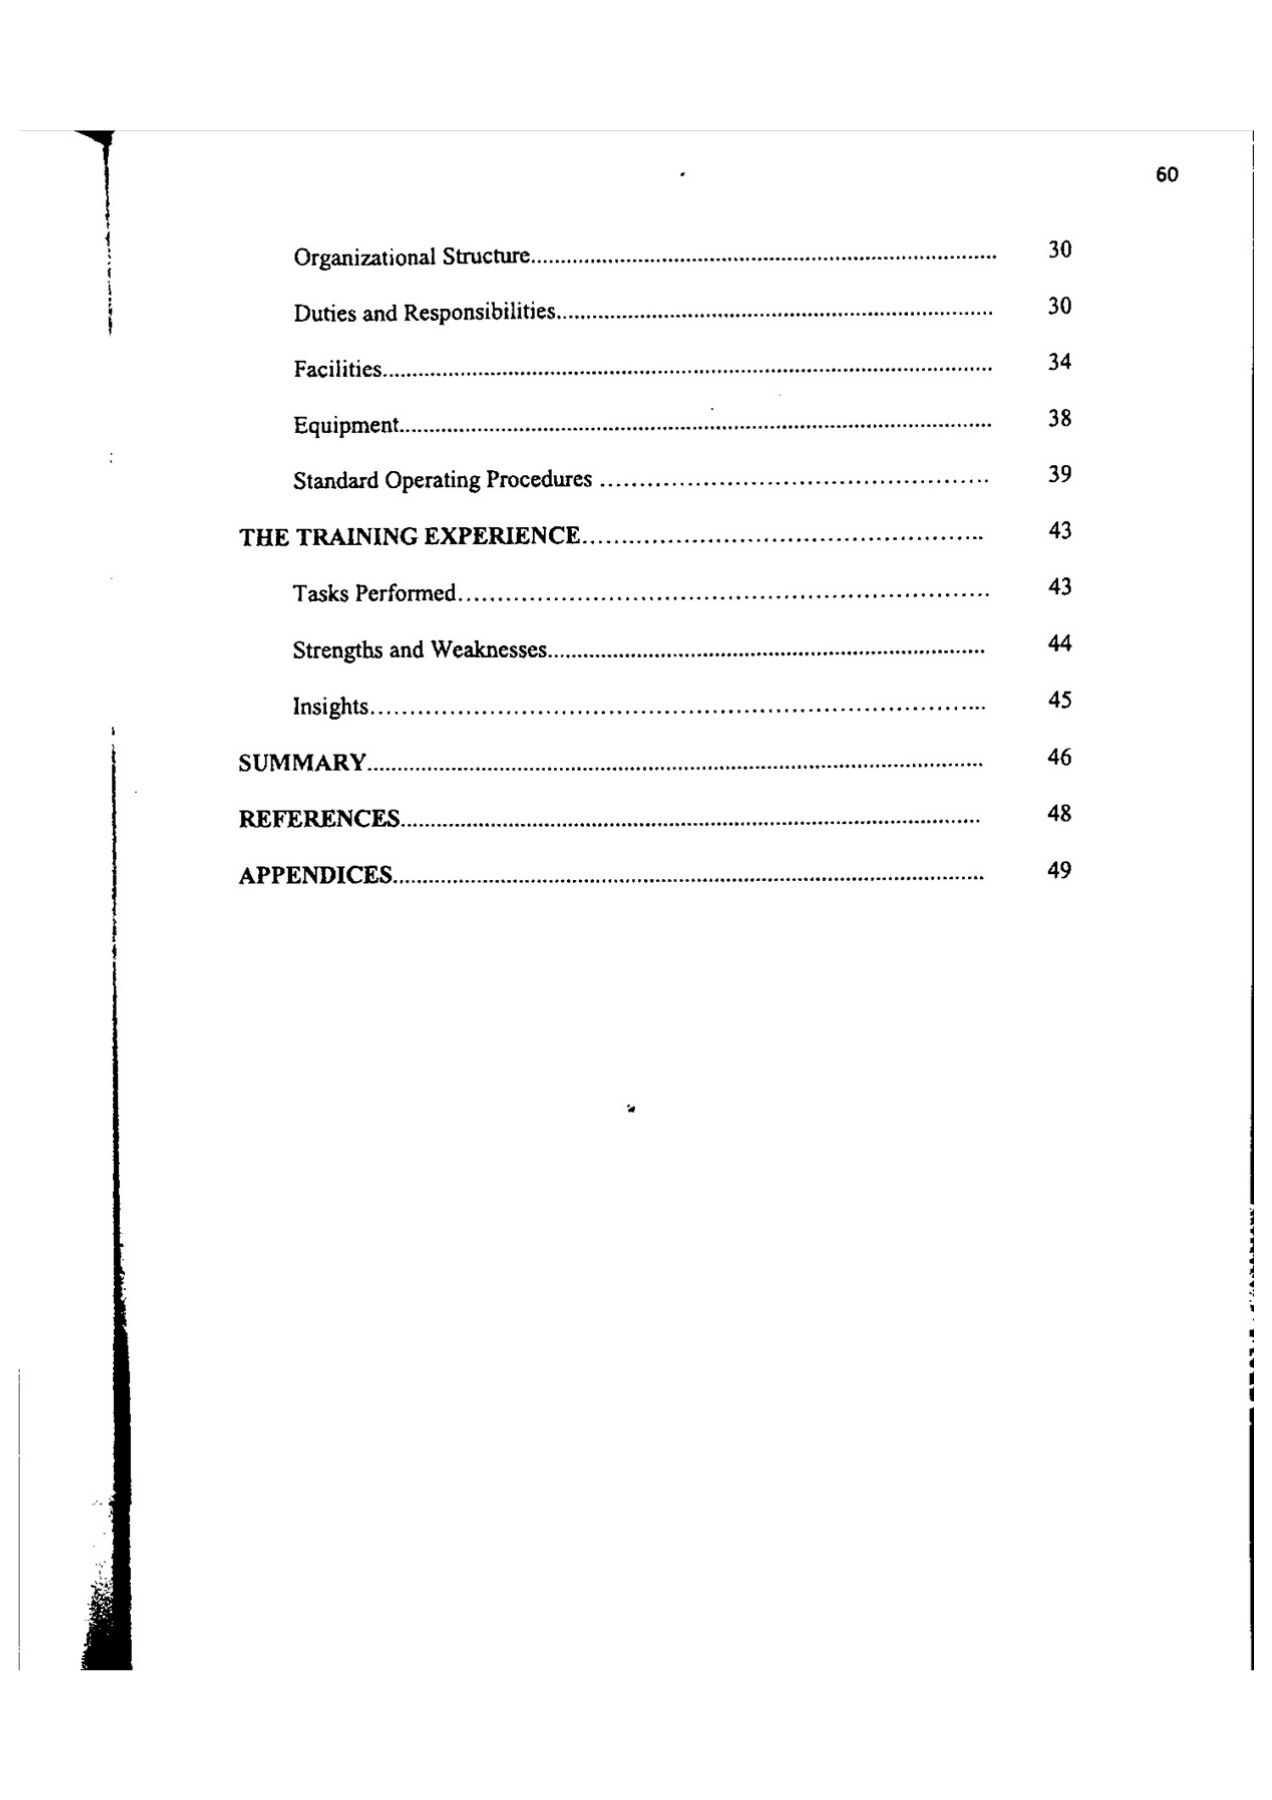 60
Organizational Structure.............................................................................. 30
Duties and Responsibilities......................................................................... 30
Facilities...................................................................................................... 34
Equipment................................................................................................... 38
Standard Operating Procedures ................................................ 39
THE TRAINING EXPERIENCE.................................................. 43
Tasks Performed.................................................................. 43
Strengths and Weaknesses......................................................................... 44
Insights............................................................................. 45
SUMMARY....................................................................................................... 46
REFERENCES................................................................................................. 48
APPENDICES................................................................................................... 49